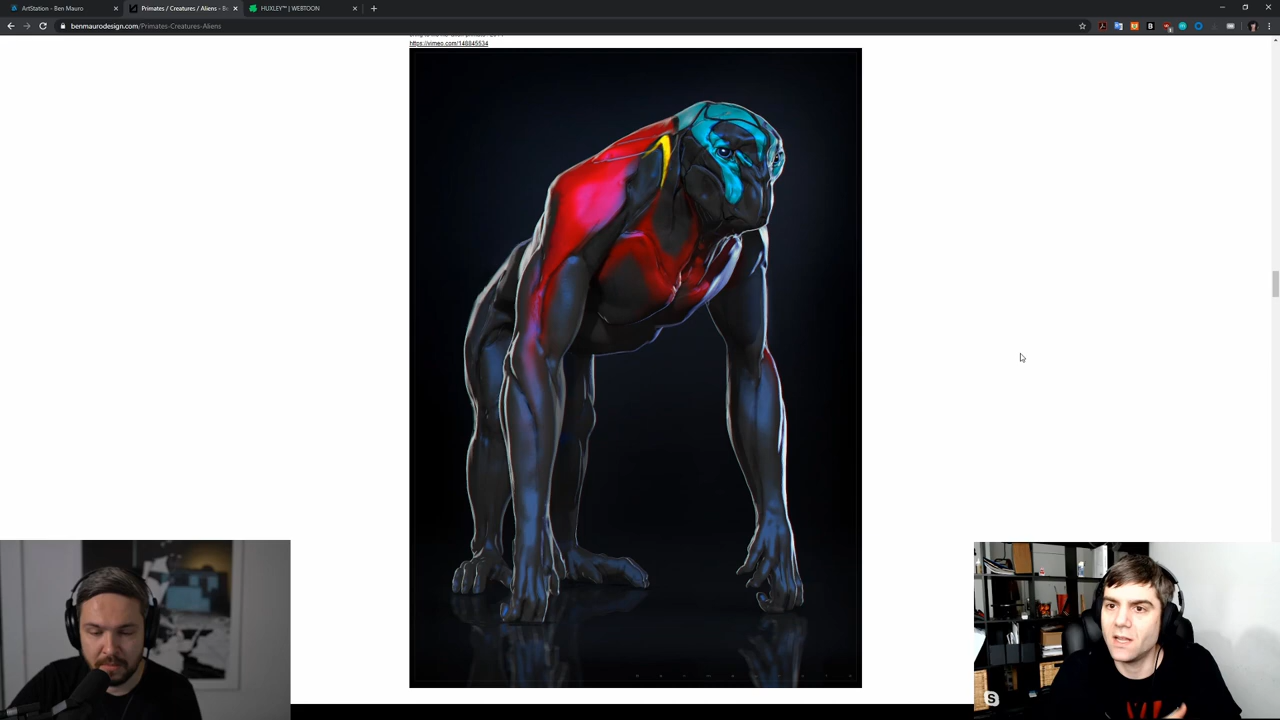 ArtStation - Ben Mauro
Primates / Creatures / Aliens - B
HUXLEY™ | WEBTOON
benmaurodesign.com/Primates-Creatures-Aliens
https://vimeo.com/148845534